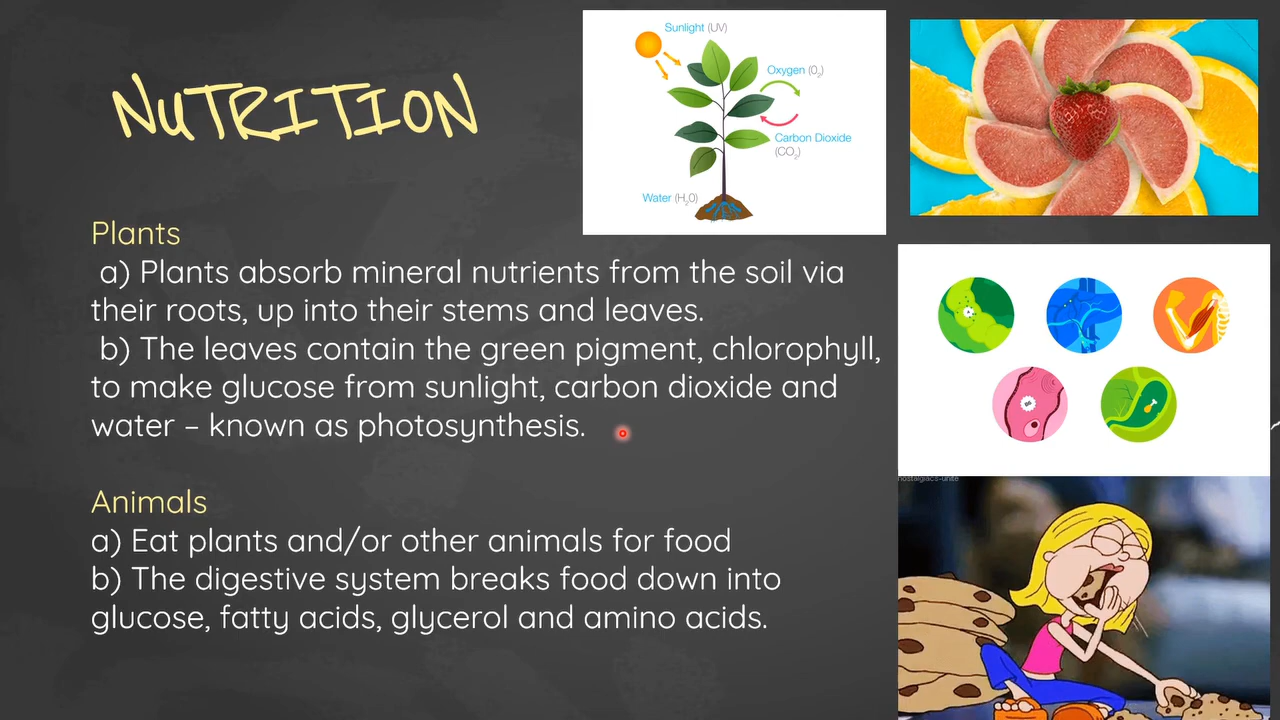 NUTRITION
Sunlight (UV)
Oxygen (0₂)
Carbon Dioxide
(CO₂)
Water (H₂0)
Plants
a) Plants absorb mineral nutrients from the soil via
their roots, up into their stems and leaves.
b) The leaves contain the green pigment, chlorophyll,
to make glucose from sunlight, carbon dioxide and
water – known as photosynthesis.
Animals
a) Eat plants and/or other animals for food
b) The digestive system breaks food down into
glucose, fatty acids, glycerol and amino acids.
nostalgiacs-unite